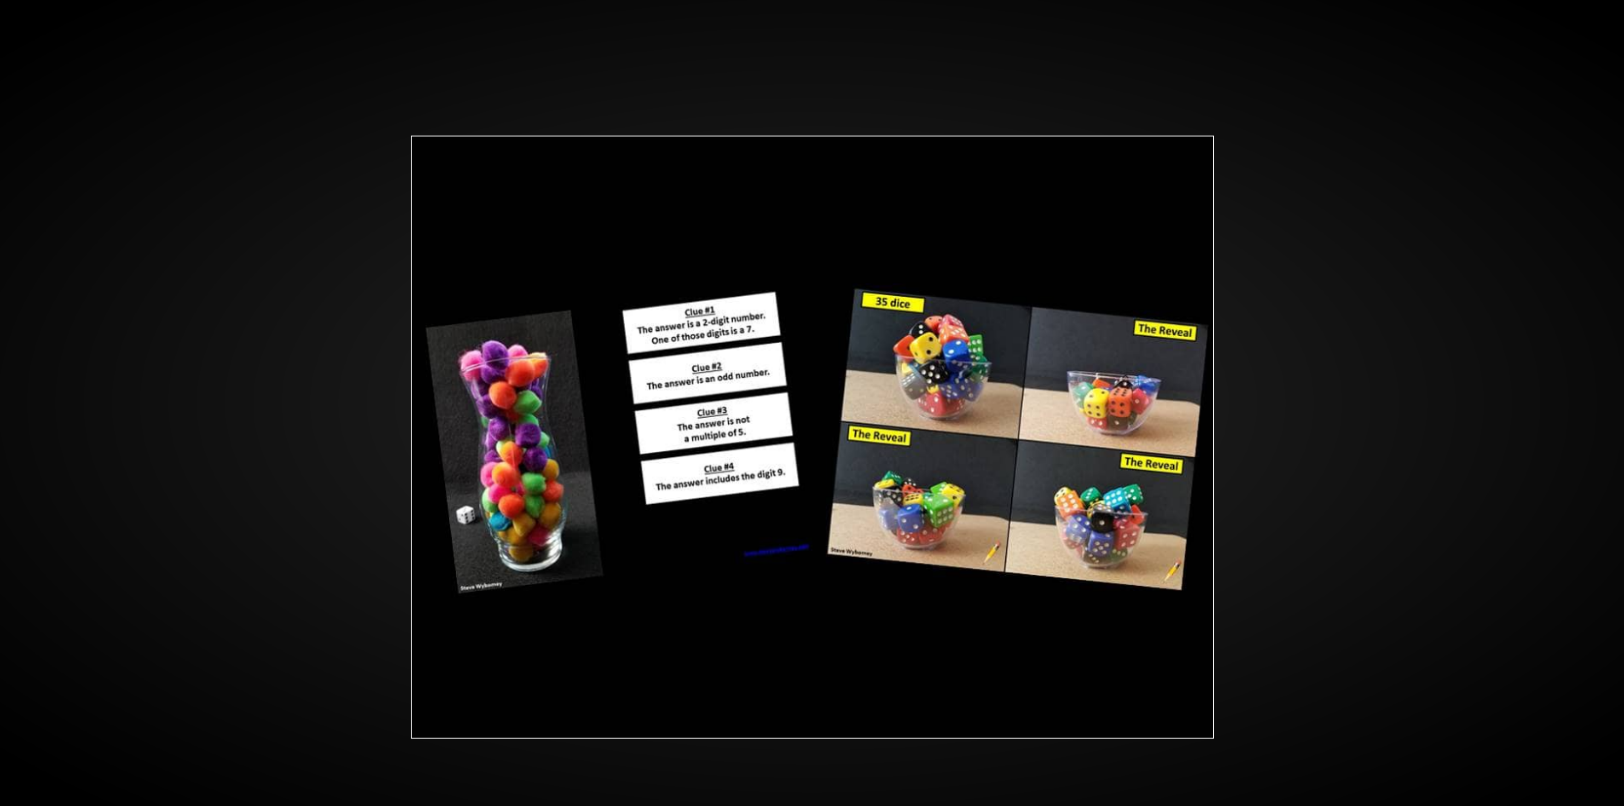 Clue #1
The answer is a 2-digit number.
One of those digits is a 7.
Clue #2
The answer is an odd number.
Clue #3
The answer is not
a multiple of 5.
Clue #4
The answer includes the digit 9.
Steve Wyborney
35 dice
The Reveal
The Reveal
The Reveal
Steve Wyborney